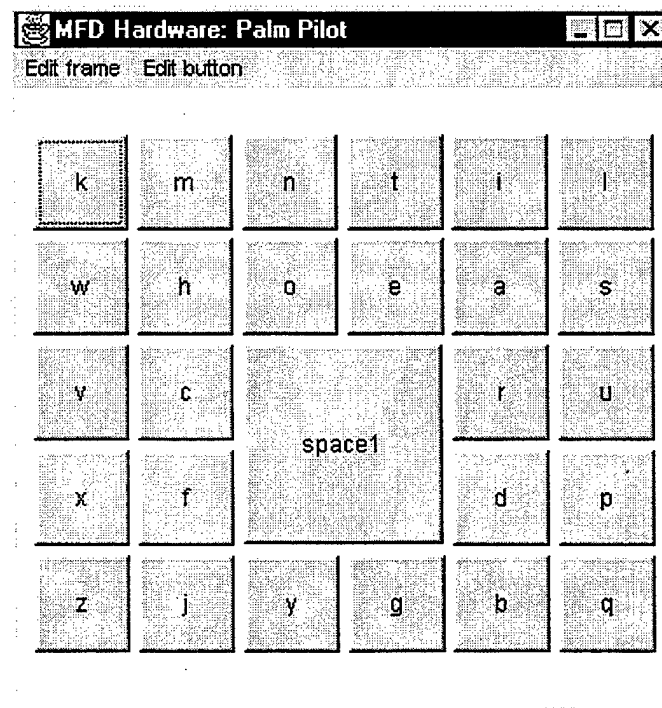 MFD Hardware: Palm Pilot
Edit frame Edit button
k m n t i l
w h o e a s
v c r u
space1
x f d p
z j y g b q